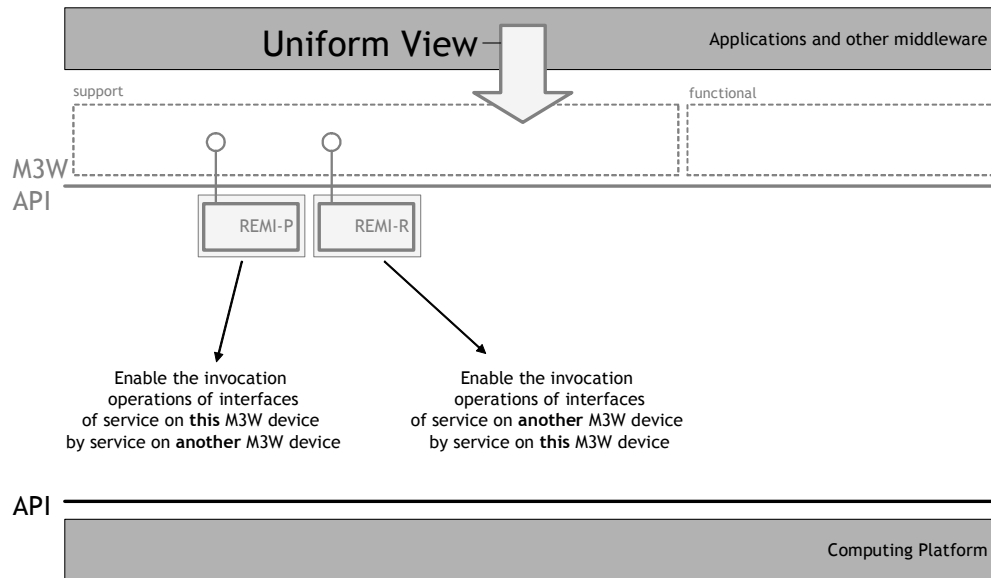 Uniform View
Applications and other middleware
support
functional
M3W
API
REMI-P
REMI-R
Enable the invocation
operations of interfaces
of service on this M3W device
by service on another M3W device
Enable the invocation
operations of interfaces
of service on another M3W device
by service on this M3W device
API
Computing Platform